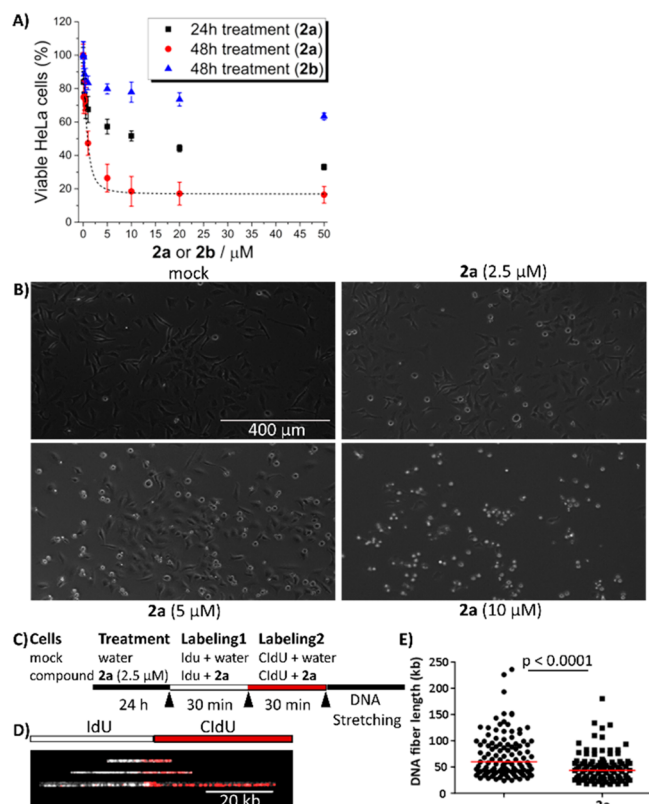 A)
24h treatment (2a)
48h treatment (2a)
48h treatment (2b)
Viable HeLa cells (%)
120
100
80
60
40
20
0
0 5 10 15 20 25 30 35 40 45 50
2a or 2b / μM
B)
mock
2a (2.5 μM)
400 μm
2a (5 μM)
2a (10 μM)
C) Cells Treatment Labeling1 Labeling2
mock water Idu + water CldU + water
compound 2a (2.5 μM) Idu + 2a CldU + 2a
24 h 30 min 30 min DNA
Stretching
D)
IdU CldU
20 kb
E)
p < 0.0001
DNA fiber length (kb)
250
200
150
100
50
0